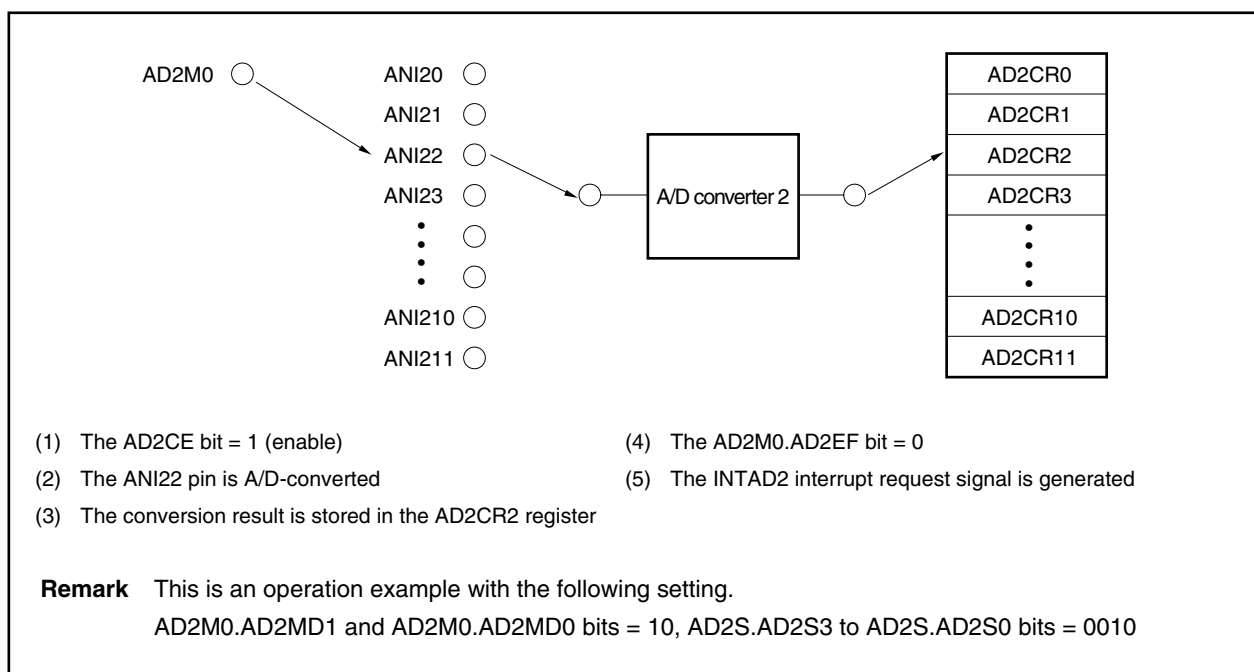 AD2M0
ANI20
ANI21
ANI22
ANI23
ANI210
ANI211
A/D converter 2
AD2CR0
AD2CR1
AD2CR2
AD2CR3
AD2CR10
AD2CR11
(1) The AD2CE bit = 1 (enable)
(2) The ANI22 pin is A/D-converted
(3) The conversion result is stored in the AD2CR2 register
(4) The AD2M0.AD2EF bit = 0
(5) The INTAD2 interrupt request signal is generated
Remark This is an operation example with the following setting.
AD2M0.AD2MD1 and AD2M0.AD2MD0 bits = 10, AD2S.AD2S3 to AD2S.AD2S0 bits = 0010